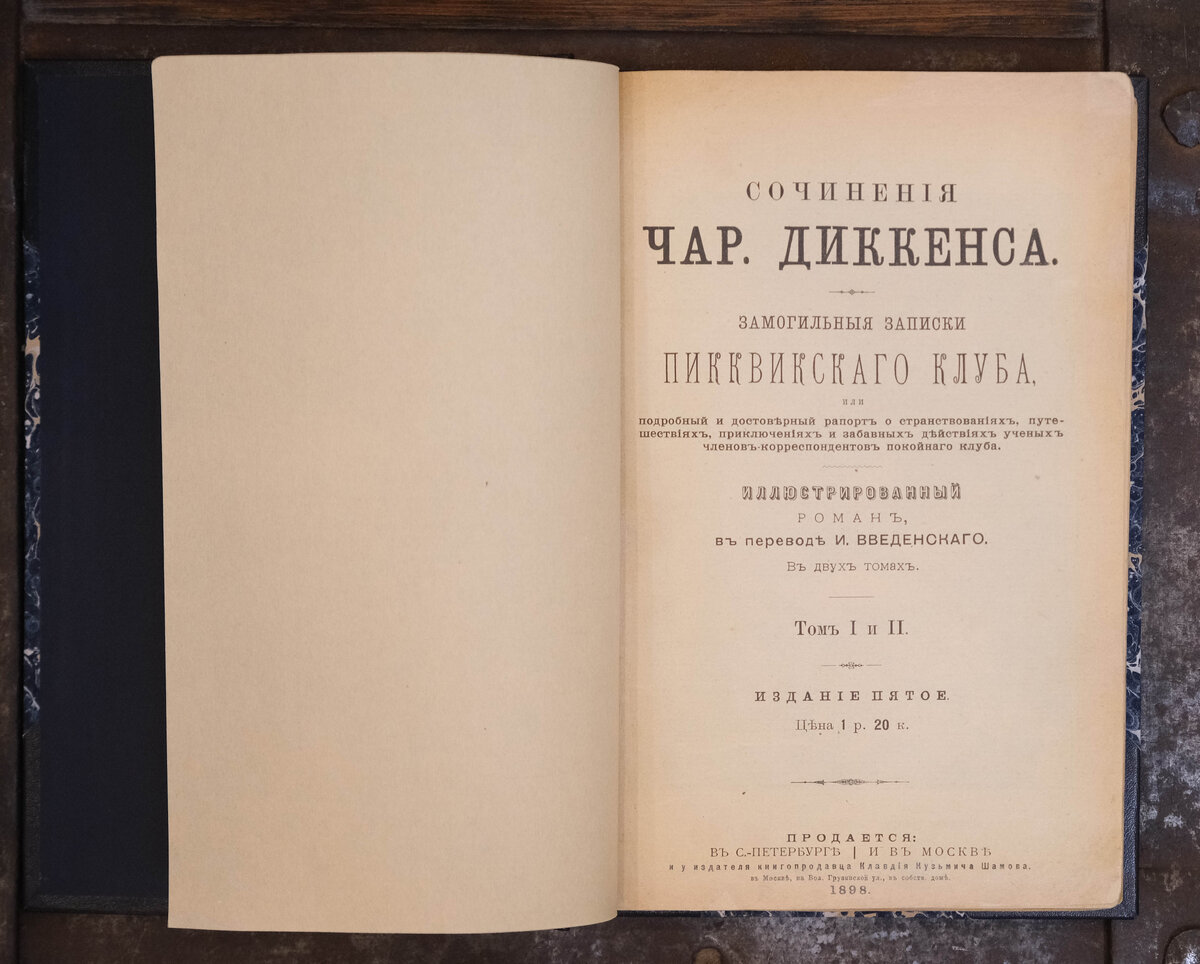 СОЧИНЕНІЯ
ЧАР. ДИККЕНСА.
ЗАМОГИЛЬНЫЯ ЗАПИСКИ
ПИККВИКСКАГО КЛУБА,
или
подробный и достовѣрный рапортъ о странствованіяхъ, путе-
шествіяхъ, приключеніяхъ и забавныхъ дѣйствіяхъ ученыхъ
членовъ-корреспондентовъ покойнаго клуба.
ИЛЛЮСТРИРОВАННЫЙ
РОМАНЪ,
въ переводѣ И. ВВЕДЕНСКАГО.
Въ двухъ томахъ.
Томъ I и II.
ИЗДАНІЕ ПЯТОЕ.
Цѣна 1 р. 20 к.
ПРОДАЕТСЯ:
ВЪ С.-ПЕТЕРБУРГѢ | И ВЪ МОСКВѢ
и у издателя книгопродавца Клавдія Кузьмича Шамова,
въ Москвѣ, на Бол. Грузинской ул., въ собств. домѣ.
1898.